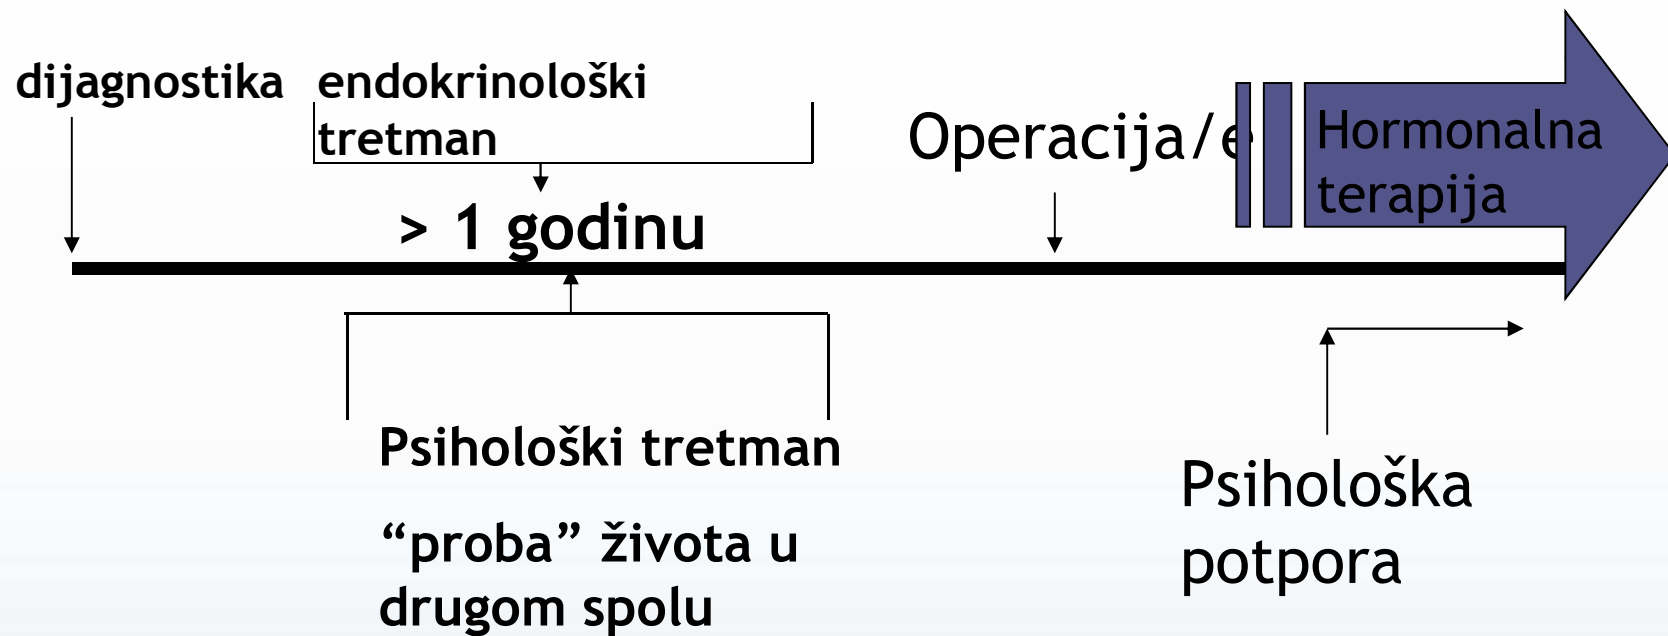 dijagnostika
endokrinološki
tretman
> 1 godinu
Operacija/e
Hormonalna
terapija
Psihološki tretman
“proba” života u
drugom spolu
Psihološka
potpora